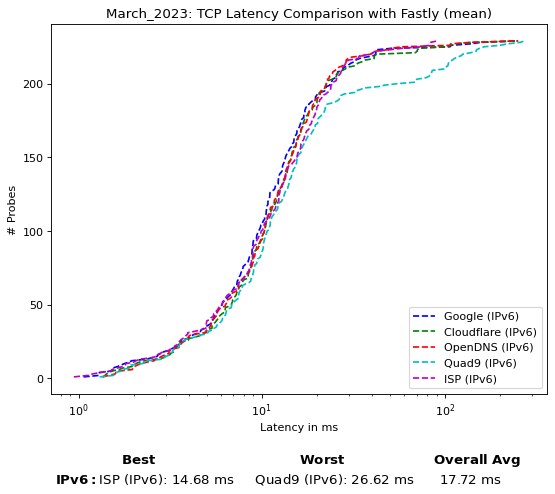 March_2023: TCP Latency Comparison with Fastly (mean)
# Probes
200
150
100
50
0
Google (IPv6)
Cloudflare (IPv6)
OpenDNS (IPv6)
Quad9 (IPv6)
ISP (IPv6)
10⁰ 10¹ 10²
Latency in ms
Best Worst Overall Avg
IPv6: ISP (IPv6): 14.68 ms Quad9 (IPv6): 26.62 ms 17.72 ms